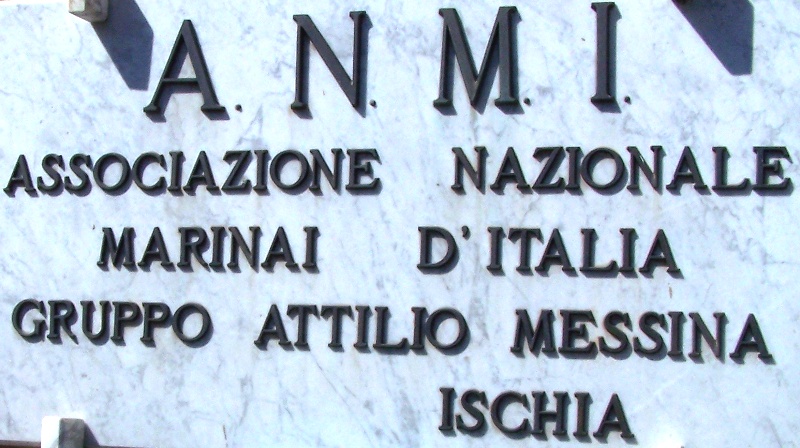 A. N. M. I.
ASSOCIAZIONE NAZIONALE
MARINAI D'ITALIA
GRUPPO ATTILIO MESSINA
ISCHIA